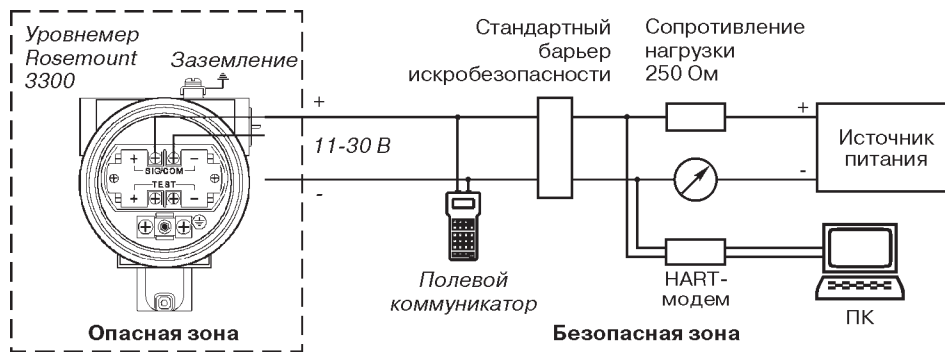 Уровнемер
Rosemount
3300
Заземление
Стандартный
барьер
искробезопасности
Сопротивление
нагрузки
250 Ом
+
11-30 В
-
+
-
Источник
питания
+ -
SIG/COM
TEST
+ -
Полевой
коммуникатор
HART-
модем
ПК
Опасная зона
Безопасная зона